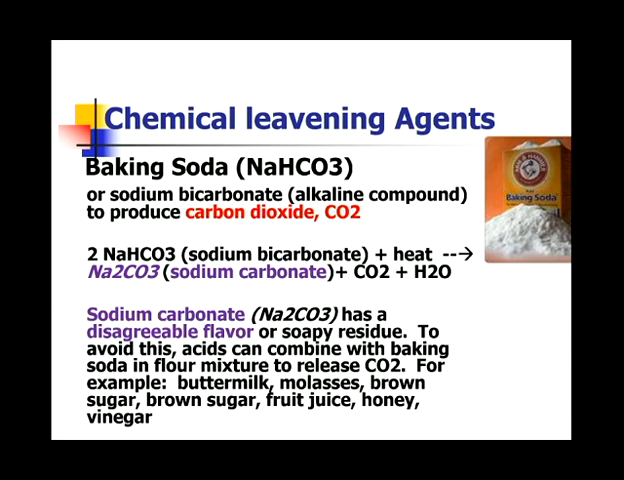 Chemical leavening Agents
Baking Soda (NaHCO3)
or sodium bicarbonate (alkaline compound)
to produce carbon dioxide, CO2
2 NaHCO3 (sodium bicarbonate) + heat --→
Na2CO3 (sodium carbonate)+ CO2 + H2O
Sodium carbonate (Na2CO3) has a
disagreeable flavor or soapy residue. To
avoid this, acids can combine with baking
soda in flour mixture to release CO2. For
example: buttermilk, molasses, brown
sugar, brown sugar, fruit juice, honey,
vinegar
ARM & HAMMER
Baking Soda